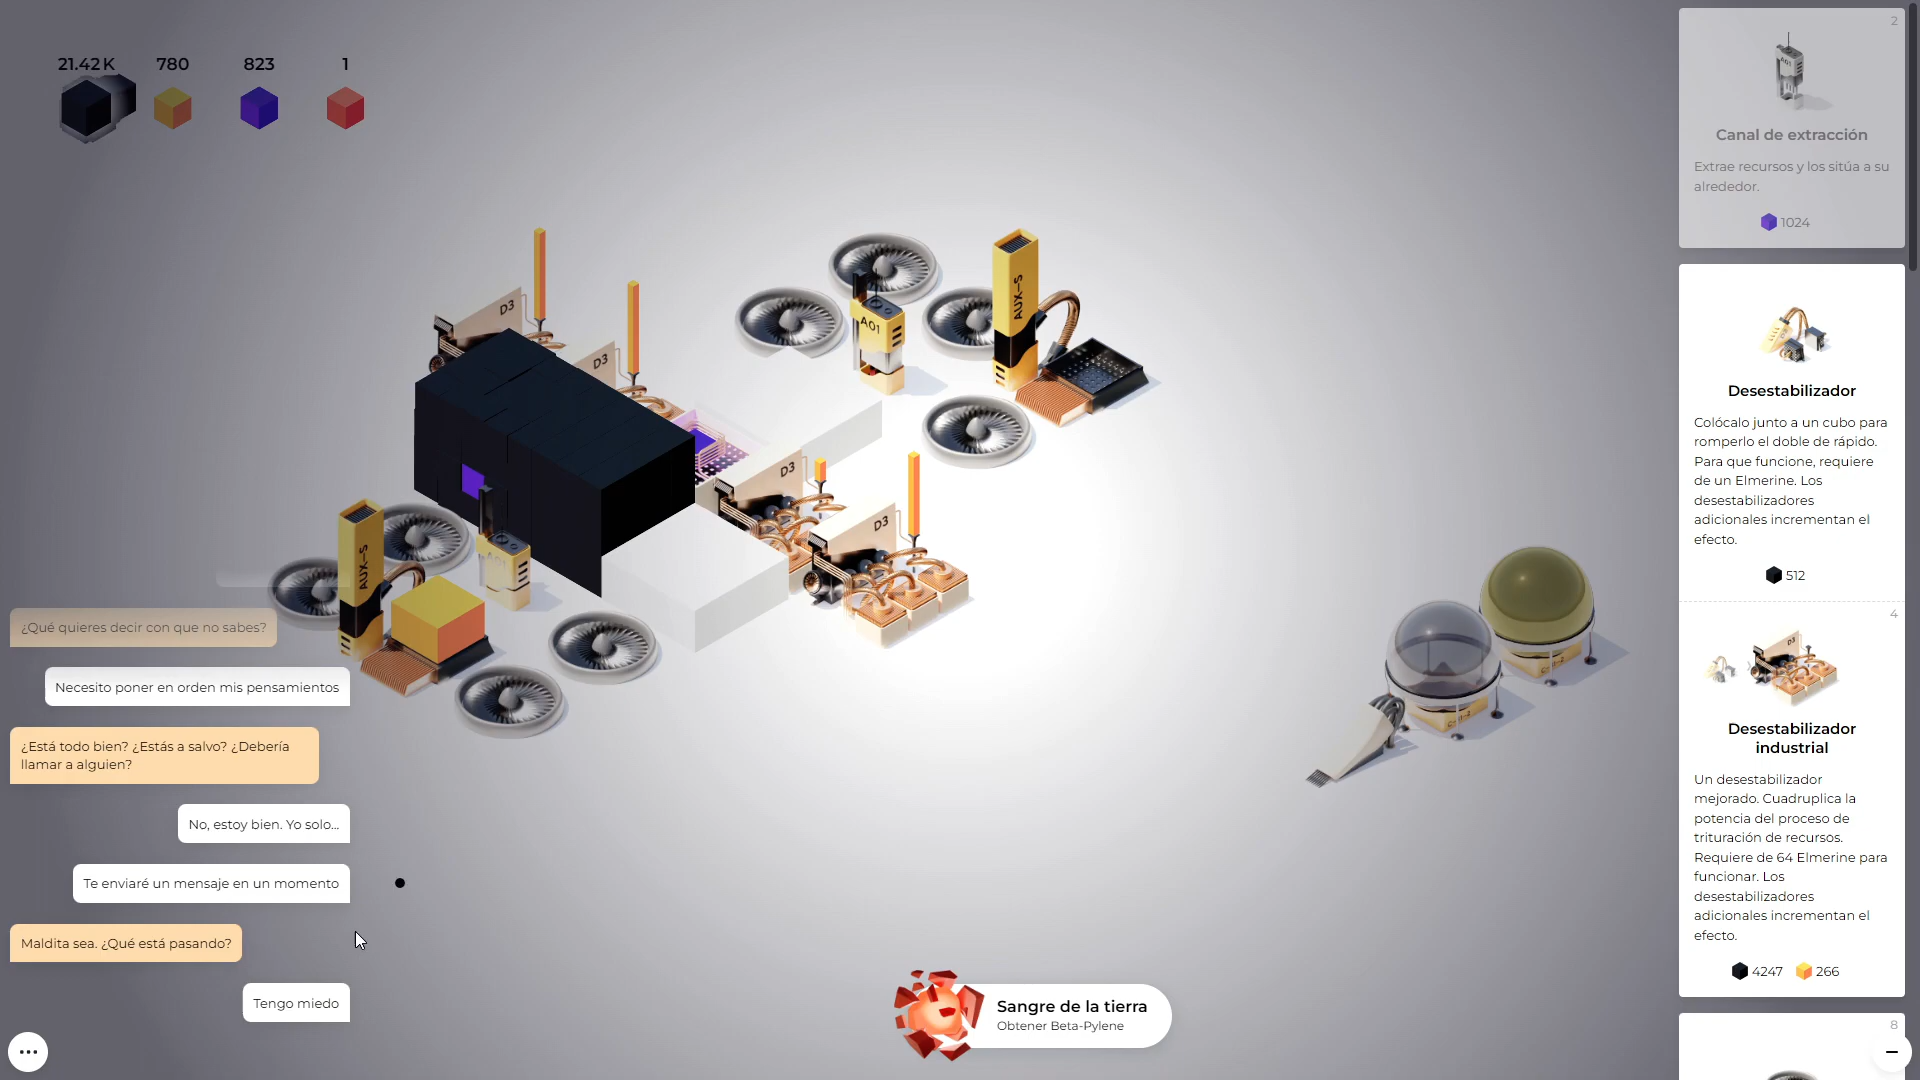 21.42 K
780
823
1
D3
D3
A01
AUX-S
D3
D3
AUX-S
A01
¿Qué quieres decir con que no sabes?
Necesito poner en orden mis pensamientos
¿Está todo bien? ¿Estás a salvo? ¿Debería
llamar a alguien?
No, estoy bien. Yo solo...
Te enviaré un mensaje en un momento
Maldita sea. ¿Qué está pasando?
Tengo miedo
Sangre de la tierra
Obtener Beta-Pylene
2
A01
Canal de extracción
Extrae recursos y los sitúa a su
alrededor.
1024
Desestabilizador
Colócalo junto a un cubo para
romperlo el doble de rápido.
Para que funcione, requiere
de un Elmerine. Los
desestabilizadores
adicionales incrementan el
efecto.
512
4
D3
Desestabilizador
industrial
Un desestabilizador
mejorado. Cuadruplica la
potencia del proceso de
trituración de recursos.
Requiere de 64 Elmerine para
funcionar. Los
desestabilizadores
adicionales incrementan el
efecto.
4247 266
8